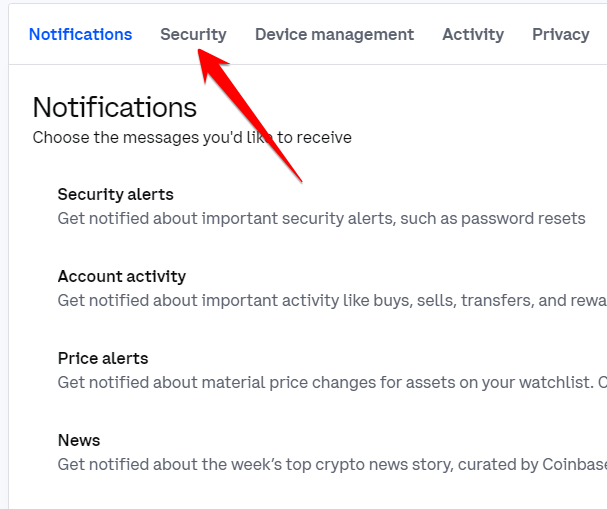 Notifications Security Device management Activity Privacy
Notifications
Choose the messages you'd like to receive
Security alerts
Get notified about important security alerts, such as password resets
Account activity
Get notified about important activity like buys, sells, transfers, and rewa
Price alerts
Get notified about material price changes for assets on your watchlist. C
News
Get notified about the week’s top crypto news story, curated by Coinbase